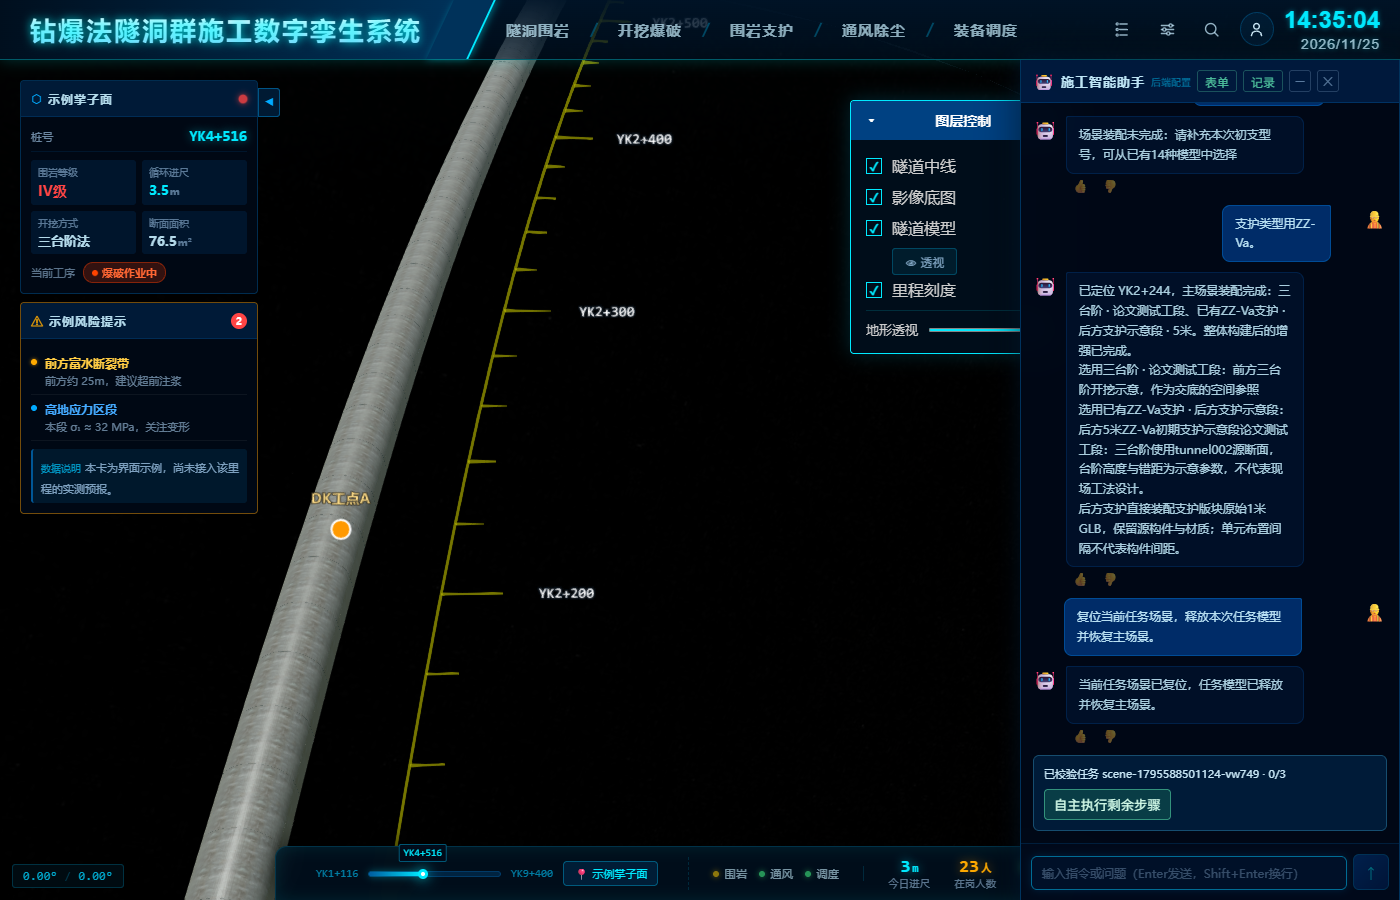 钻爆法隧洞群施工数字孪生系统
隧洞围岩 / 开挖爆破 / 围岩支护 / 通风除尘 / 装备调度
14:35:04
2026/11/25
示例掌子面
桩号 YK4+516
围岩等级 循环进尺
IV级 3.5m
开挖方式 断面面积
三台阶法 76.5m²
当前工序 爆破作业中
示例风险提示 2
前方富水断裂带
前方约 25m，建议超前注浆
高地应力区段
本段 σ₁ ≈ 32 MPa，关注变形
数据说明 本卡为界面示例，尚未接入该里
程的实测预报。
YK2+500
YK2+400
YK2+300
DK工点A
YK2+200
图层控制
隧道中线
影像底图
隧道模型
透视
里程刻度
地形透视
施工智能助手 后端配置 表单 记录
场景装配未完成：请补充本次初支型
号，可从已有14种模型中选择
支护类型用ZZ-
Va。
已定位 YK2+244，主场景装配完成：三
台阶 · 论文测试工段、已有ZZ-Va支护 ·
后方支护示意段 · 5米。整体构建后的增
强已完成。
选用三台阶 · 论文测试工段：前方三台
阶开挖示意，作为交底的空间参照
选用已有ZZ-Va支护 · 后方支护示意段：
后方5米ZZ-Va初期支护示意段论文测试
工段：三台阶使用tunnel002源断面，
台阶高度与错距为示意参数，不代表现
场工法设计。
后方支护直接装配支护版块原始1米
GLB，保留源构件与材质；单元布置间
隔不代表构件间距。
复位当前任务场景，释放本次任务模型
并恢复主场景。
当前任务场景已复位，任务模型已释放
并恢复主场景。
已校验任务 scene-1795588501124-vw749 · 0/3
自主执行剩余步骤
输入指令或问题（Enter发送，Shift+Enter换行）
0.00° / 0.00°
YK4+516
YK1+116 YK9+400
示例掌子面
围岩 通风 调度
3m
今日进尺
23人
在岗人数